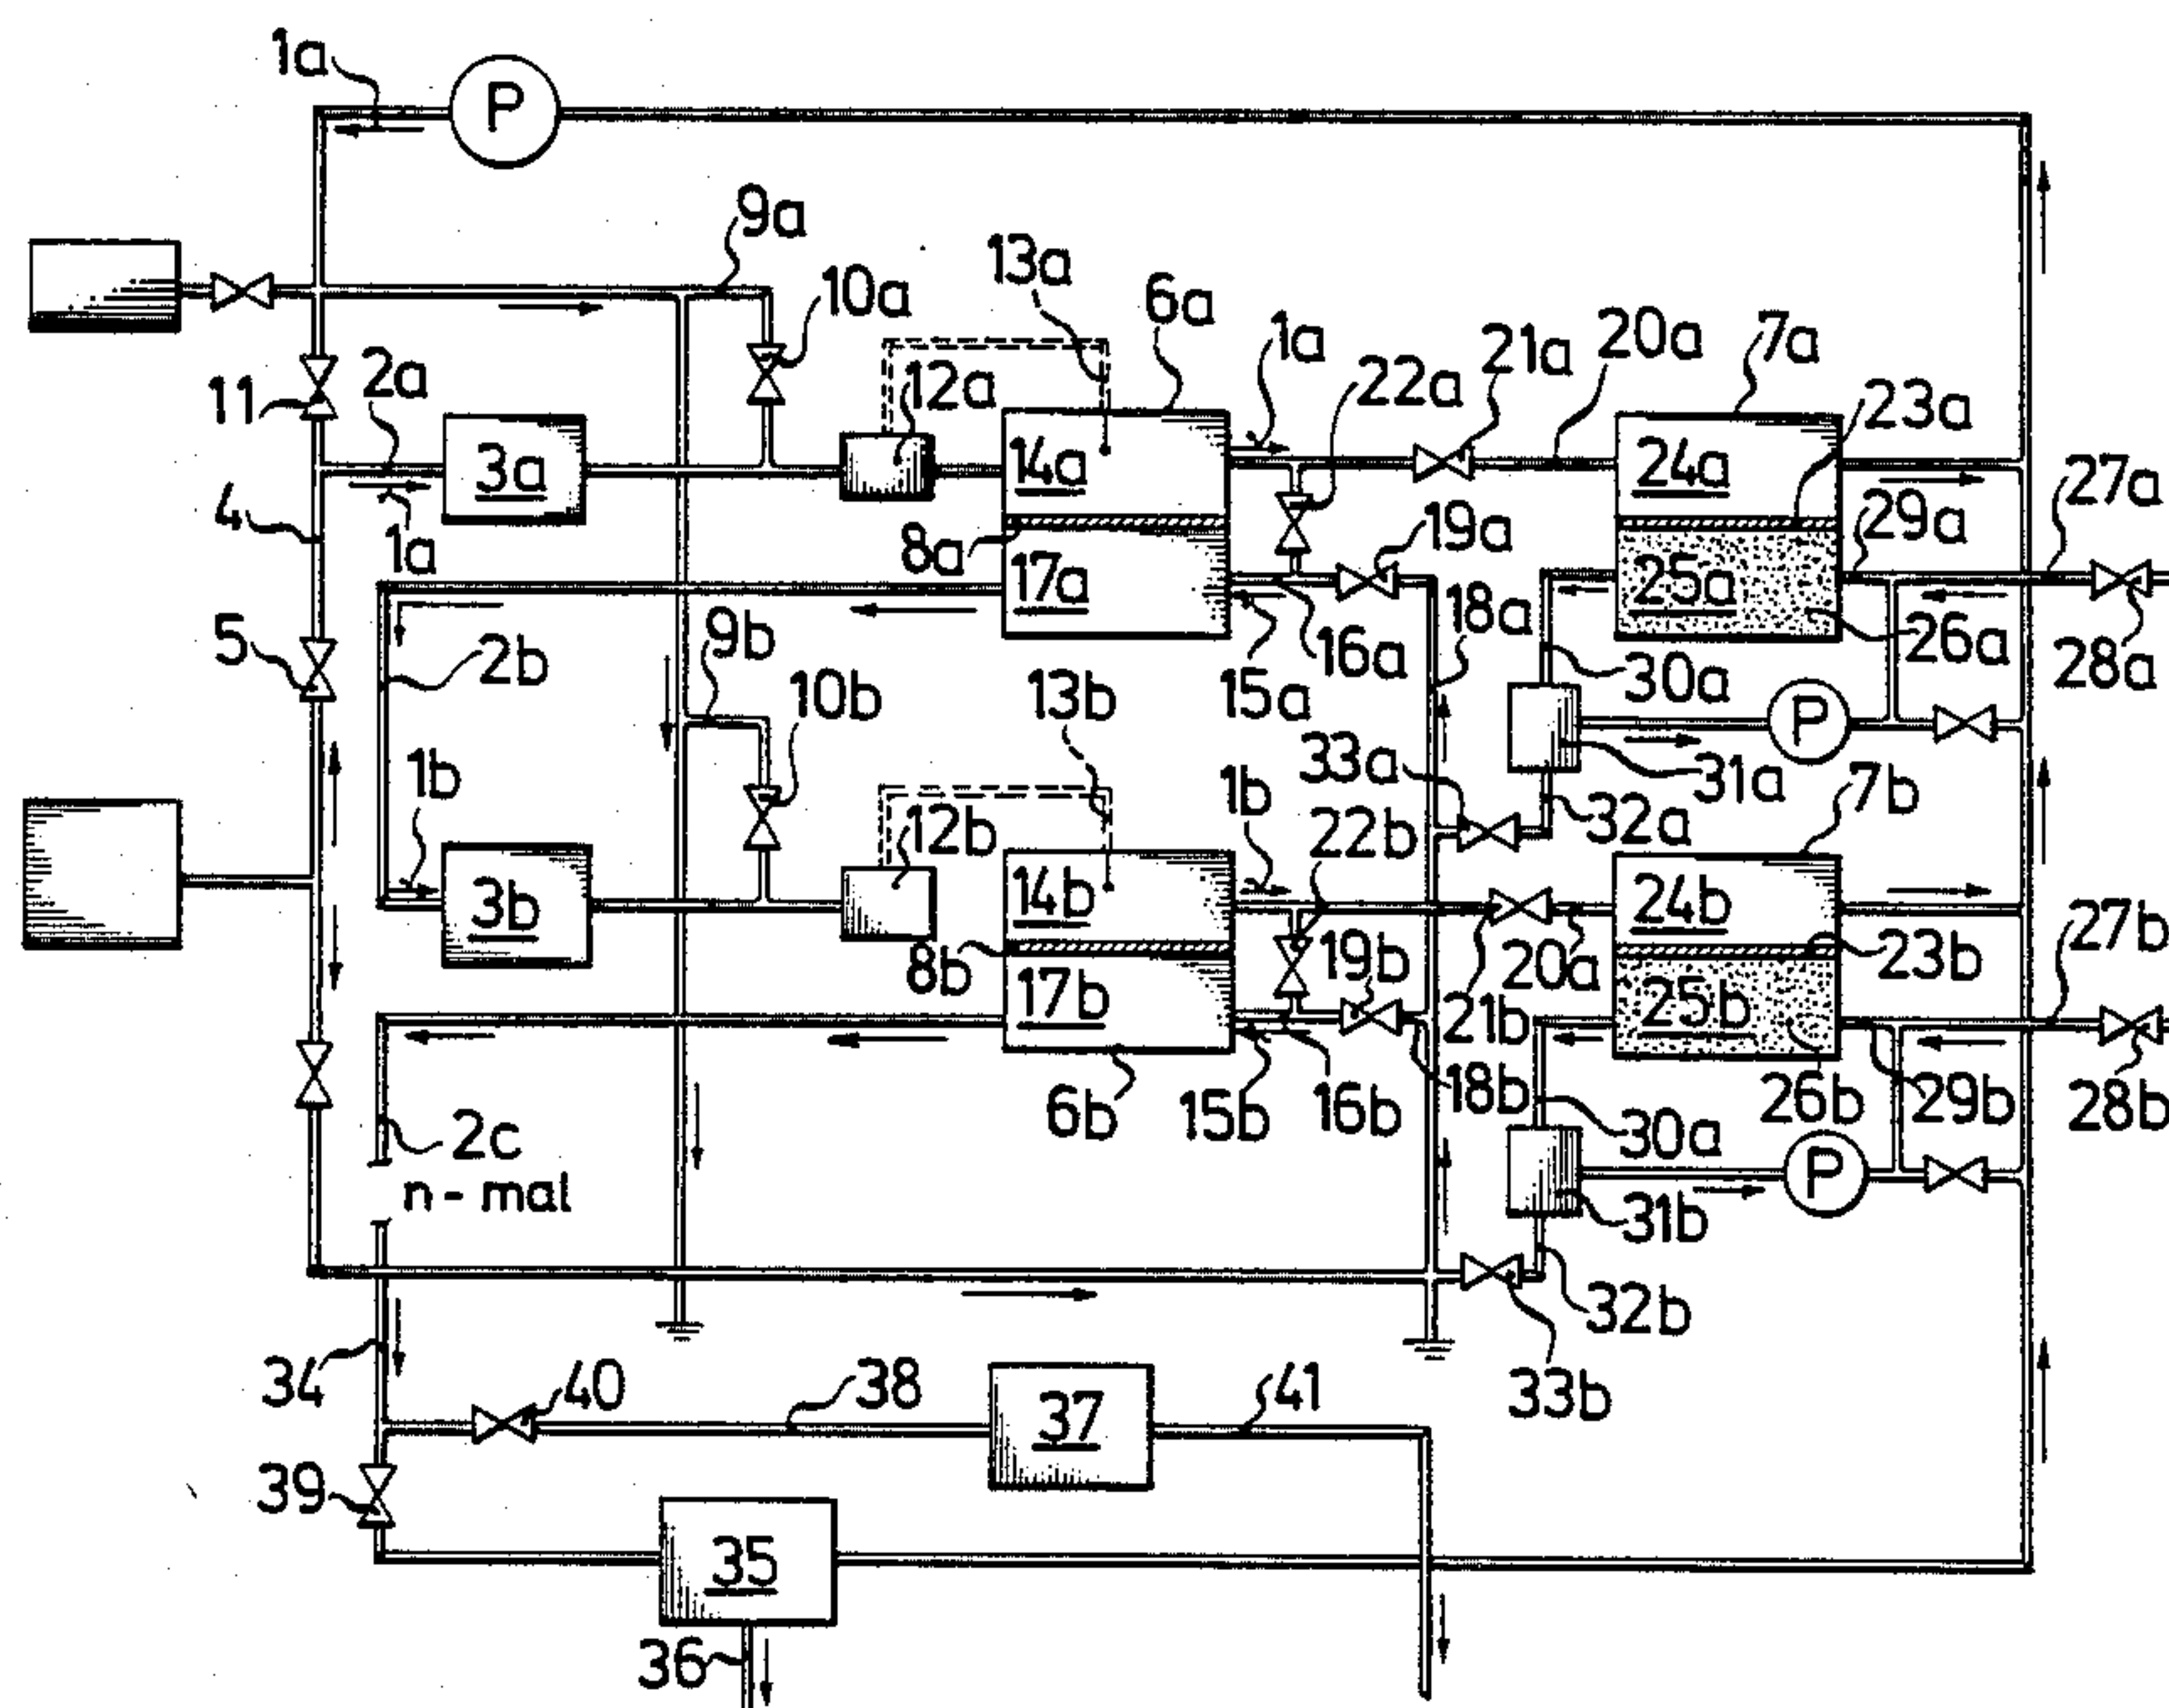 1a
P
9a
13a
10a
6a
1a
21a
20a
7a
22a
23a
11
2a
12a
3a
14a
24a
27a
4
1a
8a
29a
19a
17a
25a
18a
5
2b
9b
16a
30a
26a
28a
10b
13b
15a
P
33a
31a
1b
1b
7b
12b
22b
32a
3b
14b
24b
27b
8b
19b
20a
23b
17b
21b
25b
2c
6b
15b
16b
18b
26b
29b
28b
30a
P
n - mal
31b
32b
34
40
38
41
33b
37
39
35
36